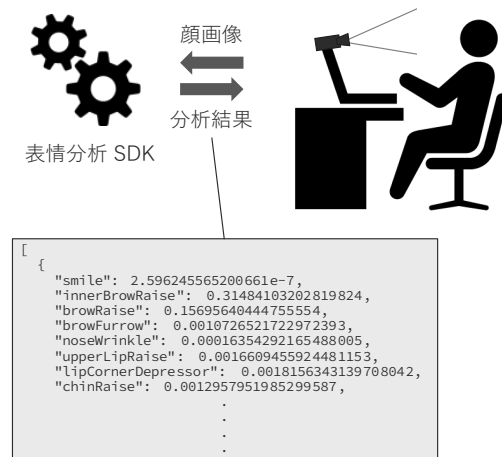 顔画像
分析結果
表情分析 SDK
[
{
"smile": 2.596245565200661e-7,
"innerBrowRaise": 0.31484103202819824,
"browRaise": 0.15695640444755554,
"browFurrow": 0.0010726521722972393,
"noseWrinkle": 0.00016354292165488005,
"upperLipRaise": 0.0016609455924481153,
"lipCornerDepressor": 0.0018156343139708042,
"chinRaise": 0.0012957951985299587,
.
.
.
.